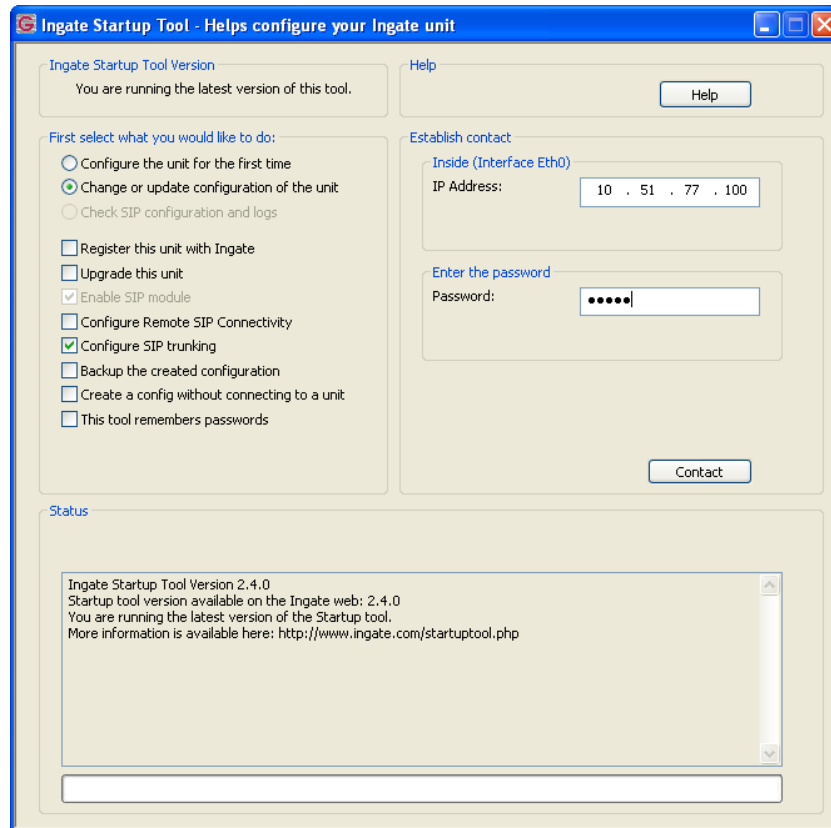 Ingate Startup Tool - Helps configure your Ingate unit
Ingate Startup Tool Version
You are running the latest version of this tool.
Help
Help
First select what you would like to do:
Configure the unit for the first time
Change or update configuration of the unit
Check SIP configuration and logs
Register this unit with Ingate
Upgrade this unit
Enable SIP module
Configure Remote SIP Connectivity
Configure SIP trunking
Backup the created configuration
Create a config without connecting to a unit
This tool remembers passwords
Establish contact
Inside (Interface Eth0)
IP Address: 10 . 51 . 77 . 100
Enter the password
Password: •••••
Contact
Status
Ingate Startup Tool Version 2.4.0
Startup tool version available on the Ingate web: 2.4.0
You are running the latest version of the Startup tool.
More information is available here: http://www.ingate.com/startuptool.php